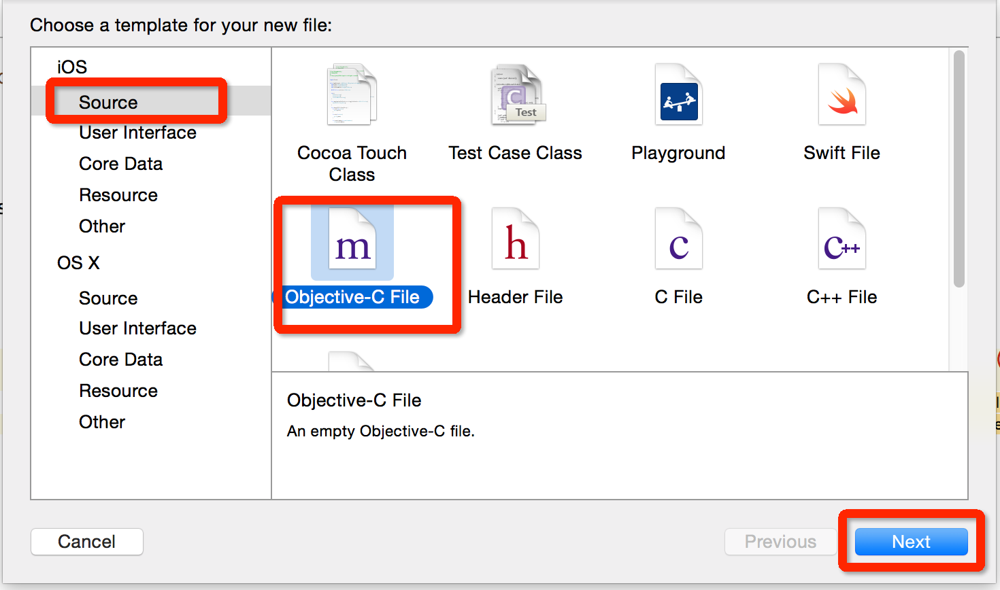 Choose a template for your new file:
iOS
Source
User Interface
Core Data
Resource
Other
OS X
Source
User Interface
Core Data
Resource
Other
C
Test
Cocoa Touch
Class
Test Case Class
Playground
Swift File
m
h
c
c++
Objective-C File
Header File
C File
C++ File
Objective-C File
An empty Objective-C file.
Cancel
Previous
Next